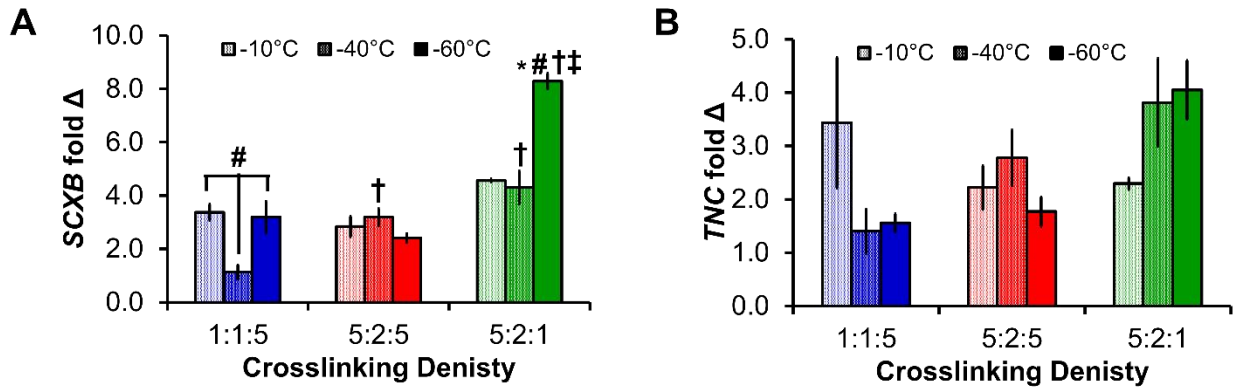 A
SCXB fold Δ
10.0
8.0
6.0
4.0
2.0
0.0
-10°C -40°C -60°C
#
†
†
*#†‡
1:1:5 5:2:5 5:2:1
Crosslinking Denisty
B
TNC fold Δ
5.0
4.0
3.0
2.0
1.0
0.0
-10°C -40°C -60°C
1:1:5 5:2:5 5:2:1
Crosslinking Denisty